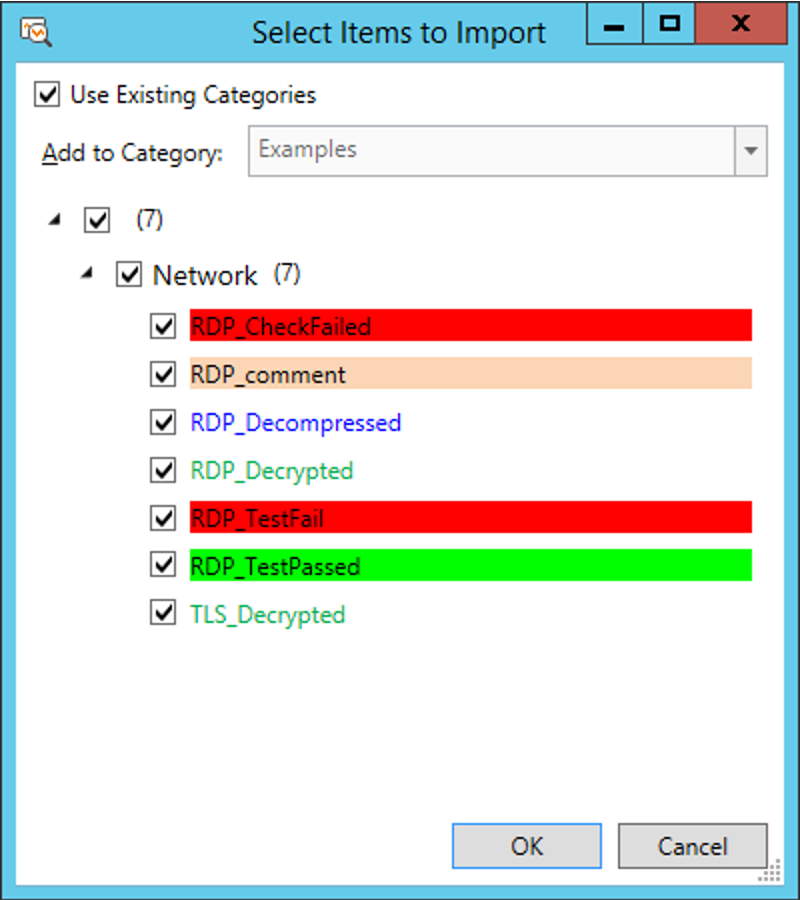 Select Items to Import
Use Existing Categories
Add to Category: Examples
(7)
Network (7)
RDP_CheckFailed
RDP_comment
RDP_Decompressed
RDP_Decrypted
RDP_TestFail
RDP_TestPassed
TLS_Decrypted
OK Cancel